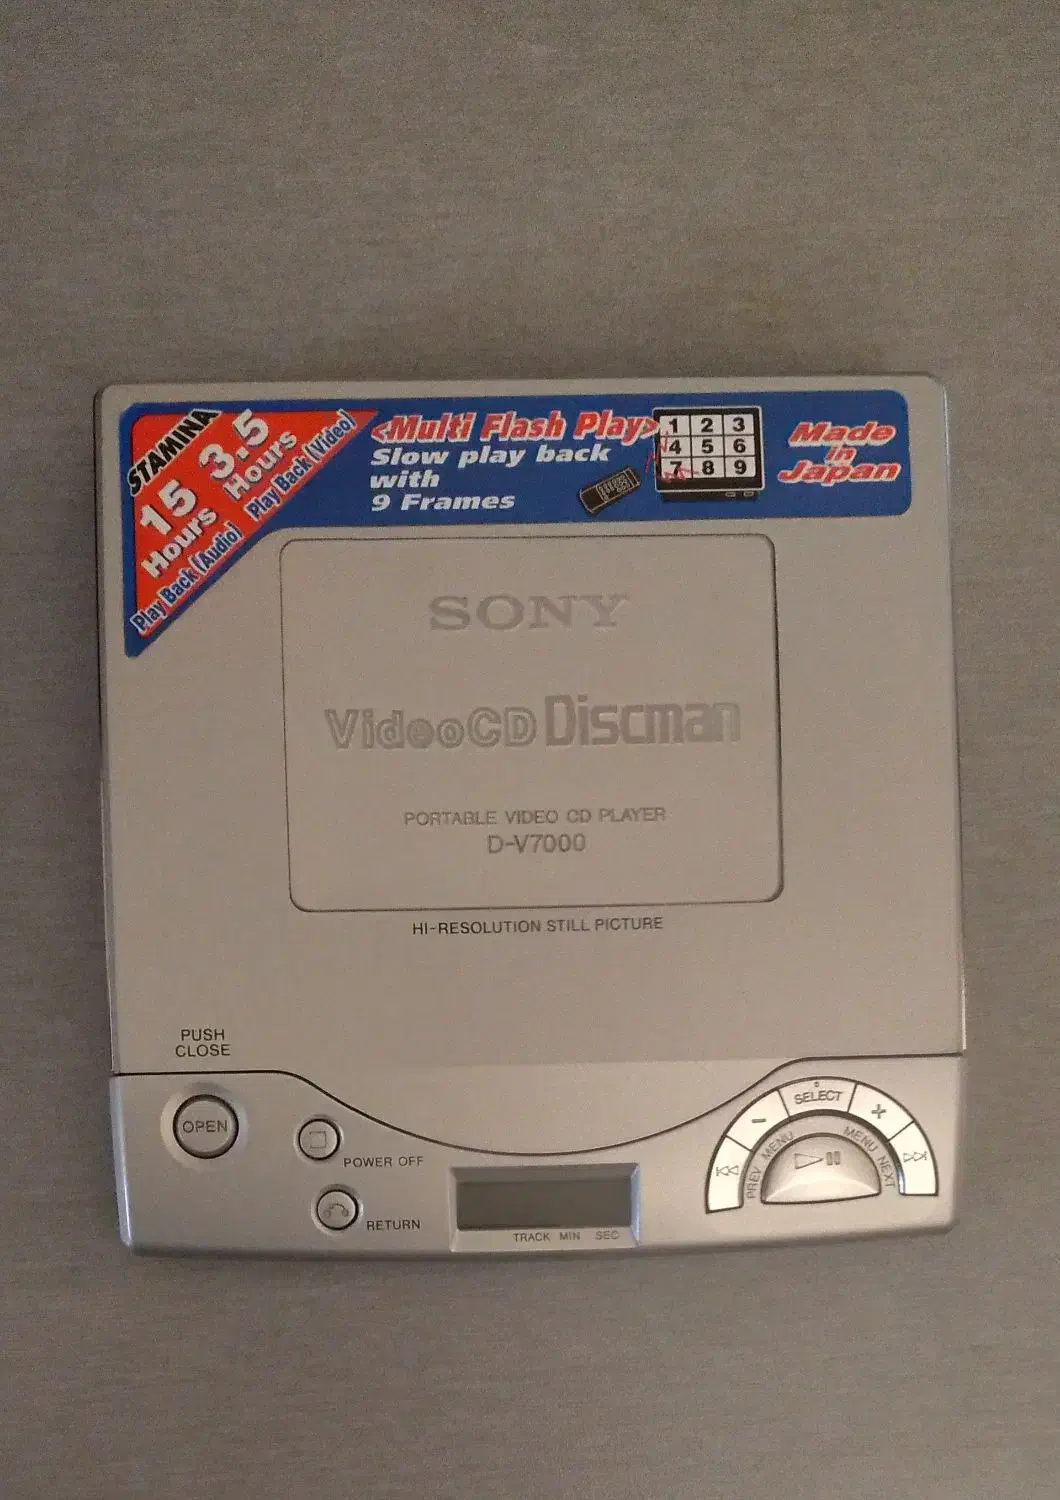 STAMINA
15
Hours
Play Back (Audio)
3.5
Hours
Play Back (Video)
<Multi Flash Play>
Slow play back
with
9 Frames
1 2 3
4 5 6
7 8 9
Made
in
Japan
SONY
VideoCD Discman
PORTABLE VIDEO CD PLAYER
D-V7000
HI-RESOLUTION STILL PICTURE
PUSH
CLOSE
OPEN
POWER OFF
RETURN
TRACK MIN SEC
SELECT
- +
PREV MENU
MENU NEXT